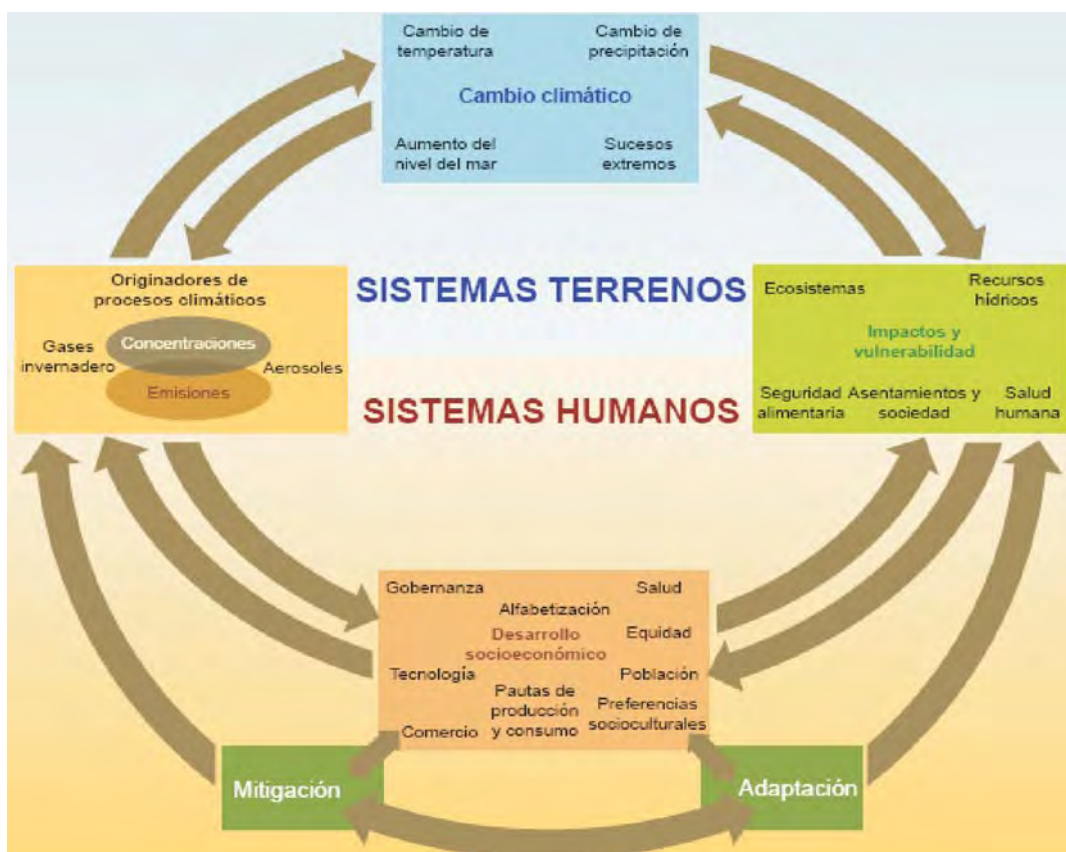 Cambio de
temperatura
Cambio de
precipitación
Cambio climático
Aumento del
nivel del mar
Sucesos
extremos
Originadores de
procesos climáticos
Concentraciones
Gases
invernadero
Aerosoles
Emisiones
SISTEMAS TERRENOS
SISTEMAS HUMANOS
Ecosistemas
Recursos
hídricos
Impactos y
vulnerabilidad
Seguridad
alimentaria
Asentamientos y
sociedad
Salud
humana
Gobernanza
Salud
Alfabetización
Desarrollo
socioeconómico
Equidad
Tecnología
Población
Pautas de
producción
y consumo
Preferencias
socioculturales
Comercio
Mitigación
Adaptación